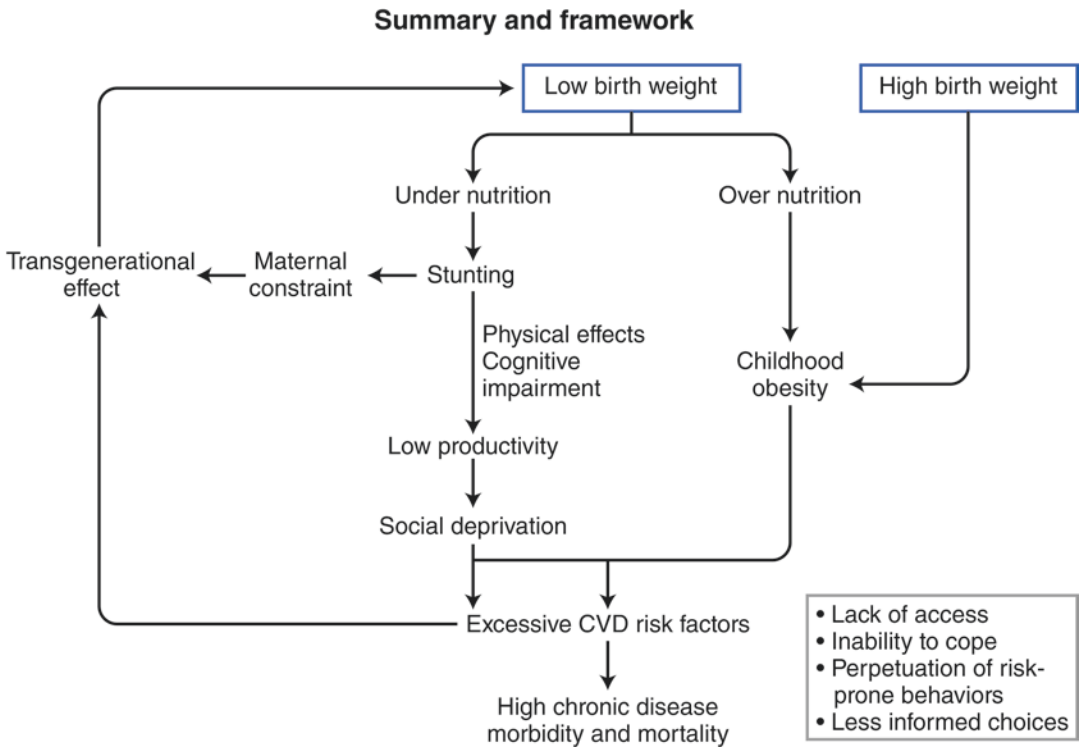 Summary and framework
Low birth weight
High birth weight
Under nutrition
Over nutrition
Transgenerational
effect
Maternal
constraint
Stunting
Physical effects
Cognitive
impairment
Childhood
obesity
Low productivity
Social deprivation
Excessive CVD risk factors
High chronic disease
morbidity and mortality
• Lack of access
• Inability to cope
• Perpetuation of risk-
prone behaviors
• Less informed choices